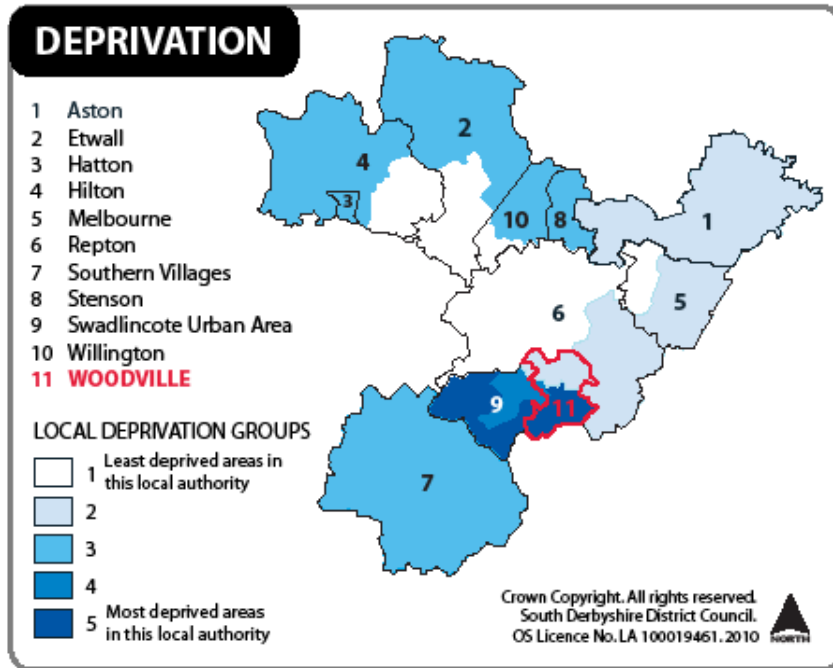 DEPRIVATION
1 Aston
2 Etwall
3 Hatton
4 Hilton
5 Melbourne
6 Repton
7 Southern Villages
8 Stenson
9 Swadlincote Urban Area
10 Willington
11 WOODVILLE
LOCAL DEPRIVATION GROUPS
1 Least deprived areas in
this local authority
2
3
4
5 Most deprived areas
in this local authority
2
4
3
10
8
1
5
6
9
11
7
Crown Copyright. All rights reserved.
South Derbyshire District Council.
OS Licence No. LA 100019461. 2010
NORTH